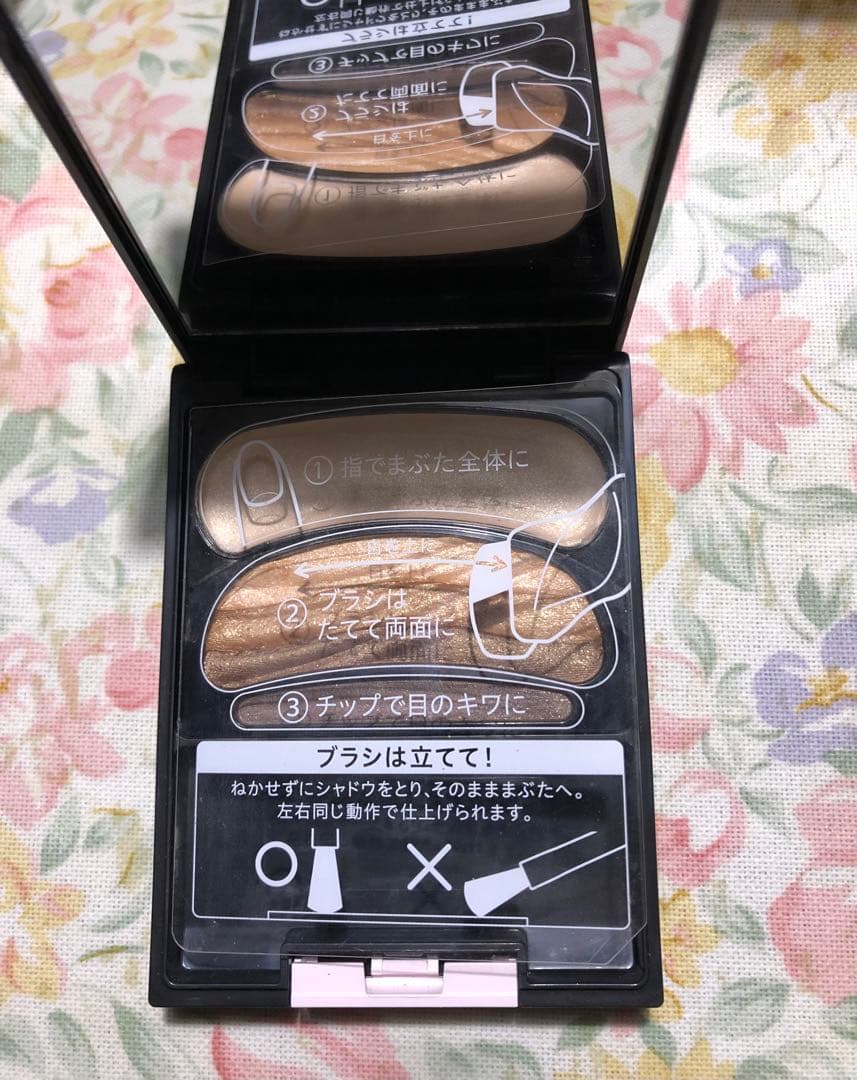 ① 指でまぶた全体に
② ブラシは
たてて両面に
③ チップで目のキワに
ブラシは立てて!
ねかせずにシャドウをとり、そのまままぶたへ。
左右同じ動作で仕上げられます。